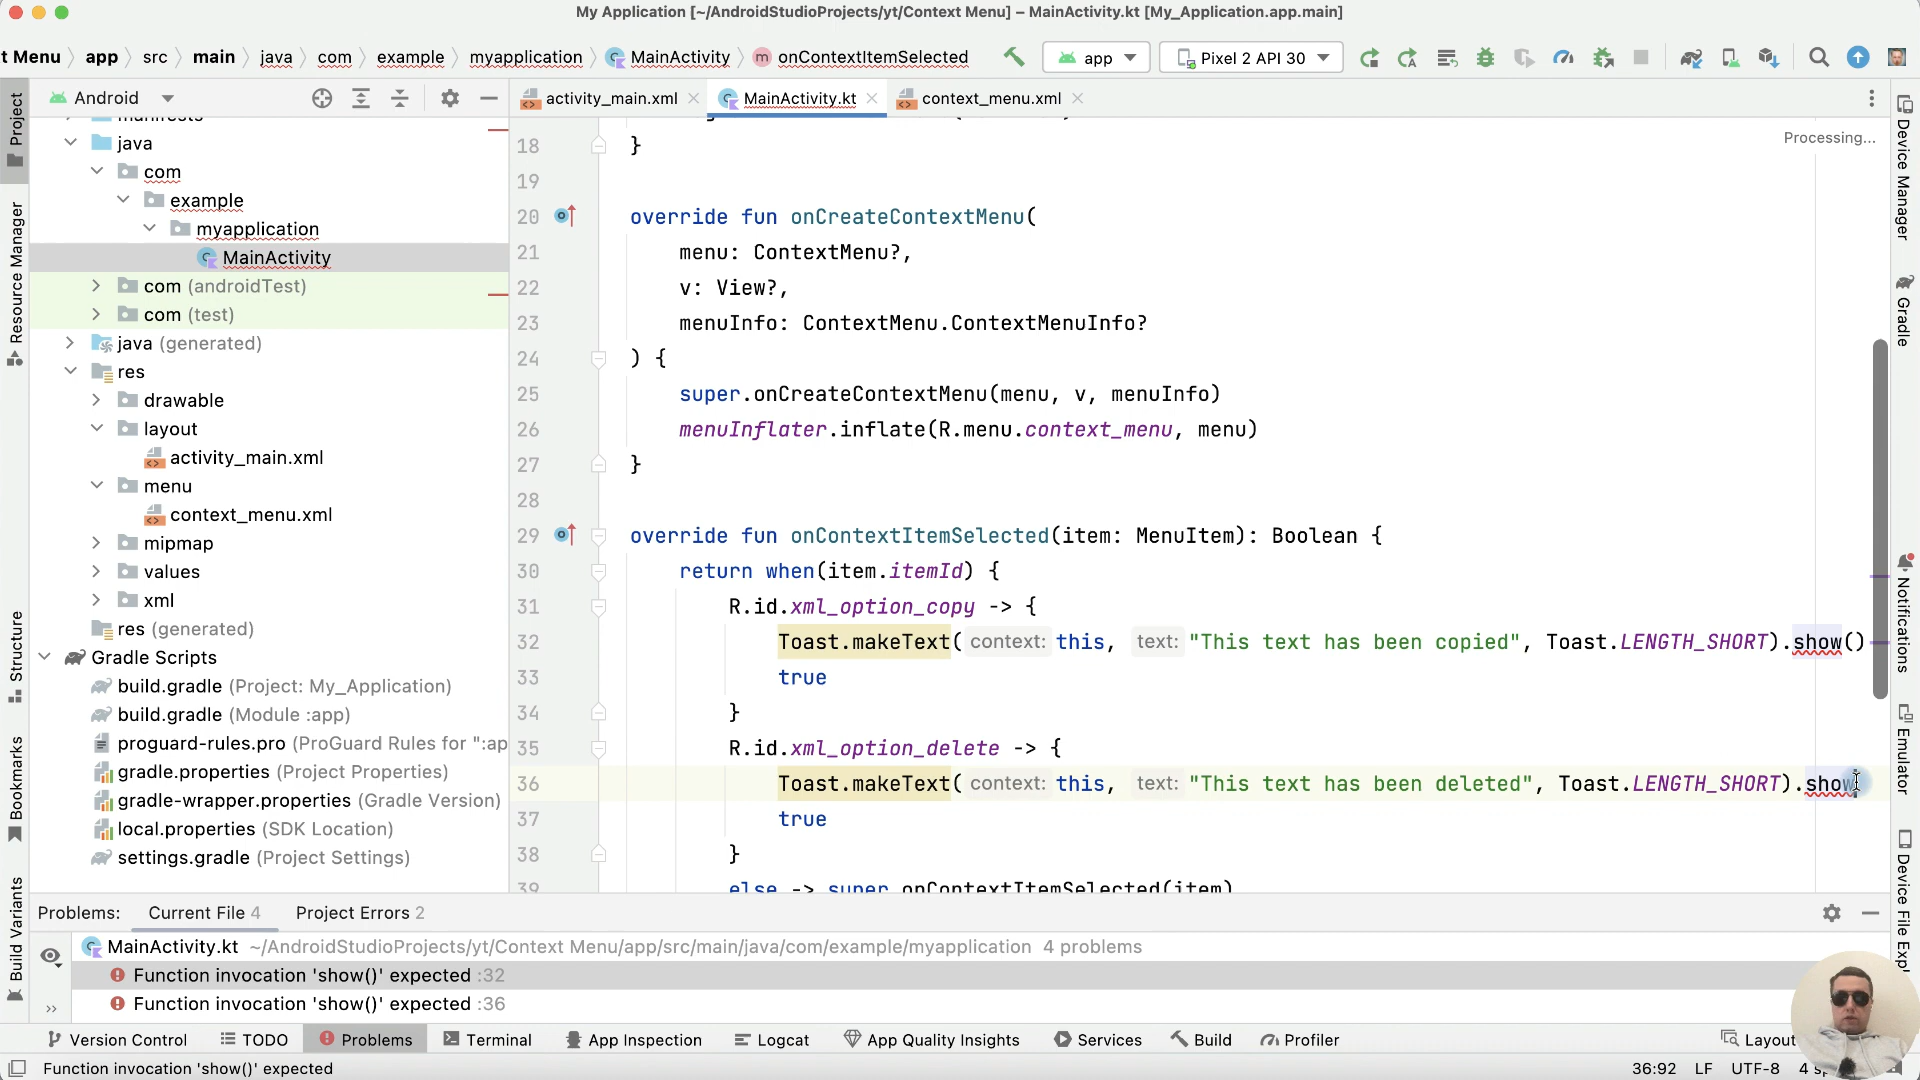 My Application [~/AndroidStudioProjects/yt/Context Menu] – MainActivity.kt [My_Application.app.main]
t Menu app src main java com example myapplication MainActivity m onContextItemSelected app Pixel 2 API 30
Project
Android
activity_main.xml MainActivity.kt context_menu.xml
Device Manager
manifests
java
com
example
myapplication
MainActivity
com (androidTest)
com (test)
java (generated)
res
drawable
layout
activity_main.xml
menu
context_menu.xml
mipmap
values
xml
res (generated)
Gradle Scripts
build.gradle (Project: My_Application)
build.gradle (Module :app)
proguard-rules.pro (ProGuard Rules for ":ap
gradle.properties (Project Properties)
gradle-wrapper.properties (Gradle Version)
local.properties (SDK Location)
settings.gradle (Project Settings)
Resource Manager
Structure
Bookmarks
Build Variants
Processing...
18 }
19
20 override fun onCreateContextMenu(
21 menu: ContextMenu?,
22 v: View?,
23 menuInfo: ContextMenu.ContextMenuInfo?
24 ) {
25 super.onCreateContextMenu(menu, v, menuInfo)
26 menuInflater.inflate(R.menu.context_menu, menu)
27 }
28
29 override fun onContextItemSelected(item: MenuItem): Boolean {
30 return when(item.itemId) {
31 R.id.xml_option_copy -> {
32 Toast.makeText( context: this, text: "This text has been copied", Toast.LENGTH_SHORT).show()
33 true
34 }
35 R.id.xml_option_delete -> {
36 Toast.makeText( context: this, text: "This text has been deleted", Toast.LENGTH_SHORT).show
37 true
38 }
39 else -> super.onContextItemSelected(item)
Gradle
Notifications
Emulator
Device File Exp
Problems: Current File 4 Project Errors 2
MainActivity.kt ~/AndroidStudioProjects/yt/Context Menu/app/src/main/java/com/example/myapplication 4 problems
Function invocation 'show()' expected :32
Function invocation 'show()' expected :36
Version Control TODO Problems Terminal App Inspection Logcat App Quality Insights Services Build Profiler Layou
Function invocation 'show()' expected 36:92 LF UTF-8 4 s